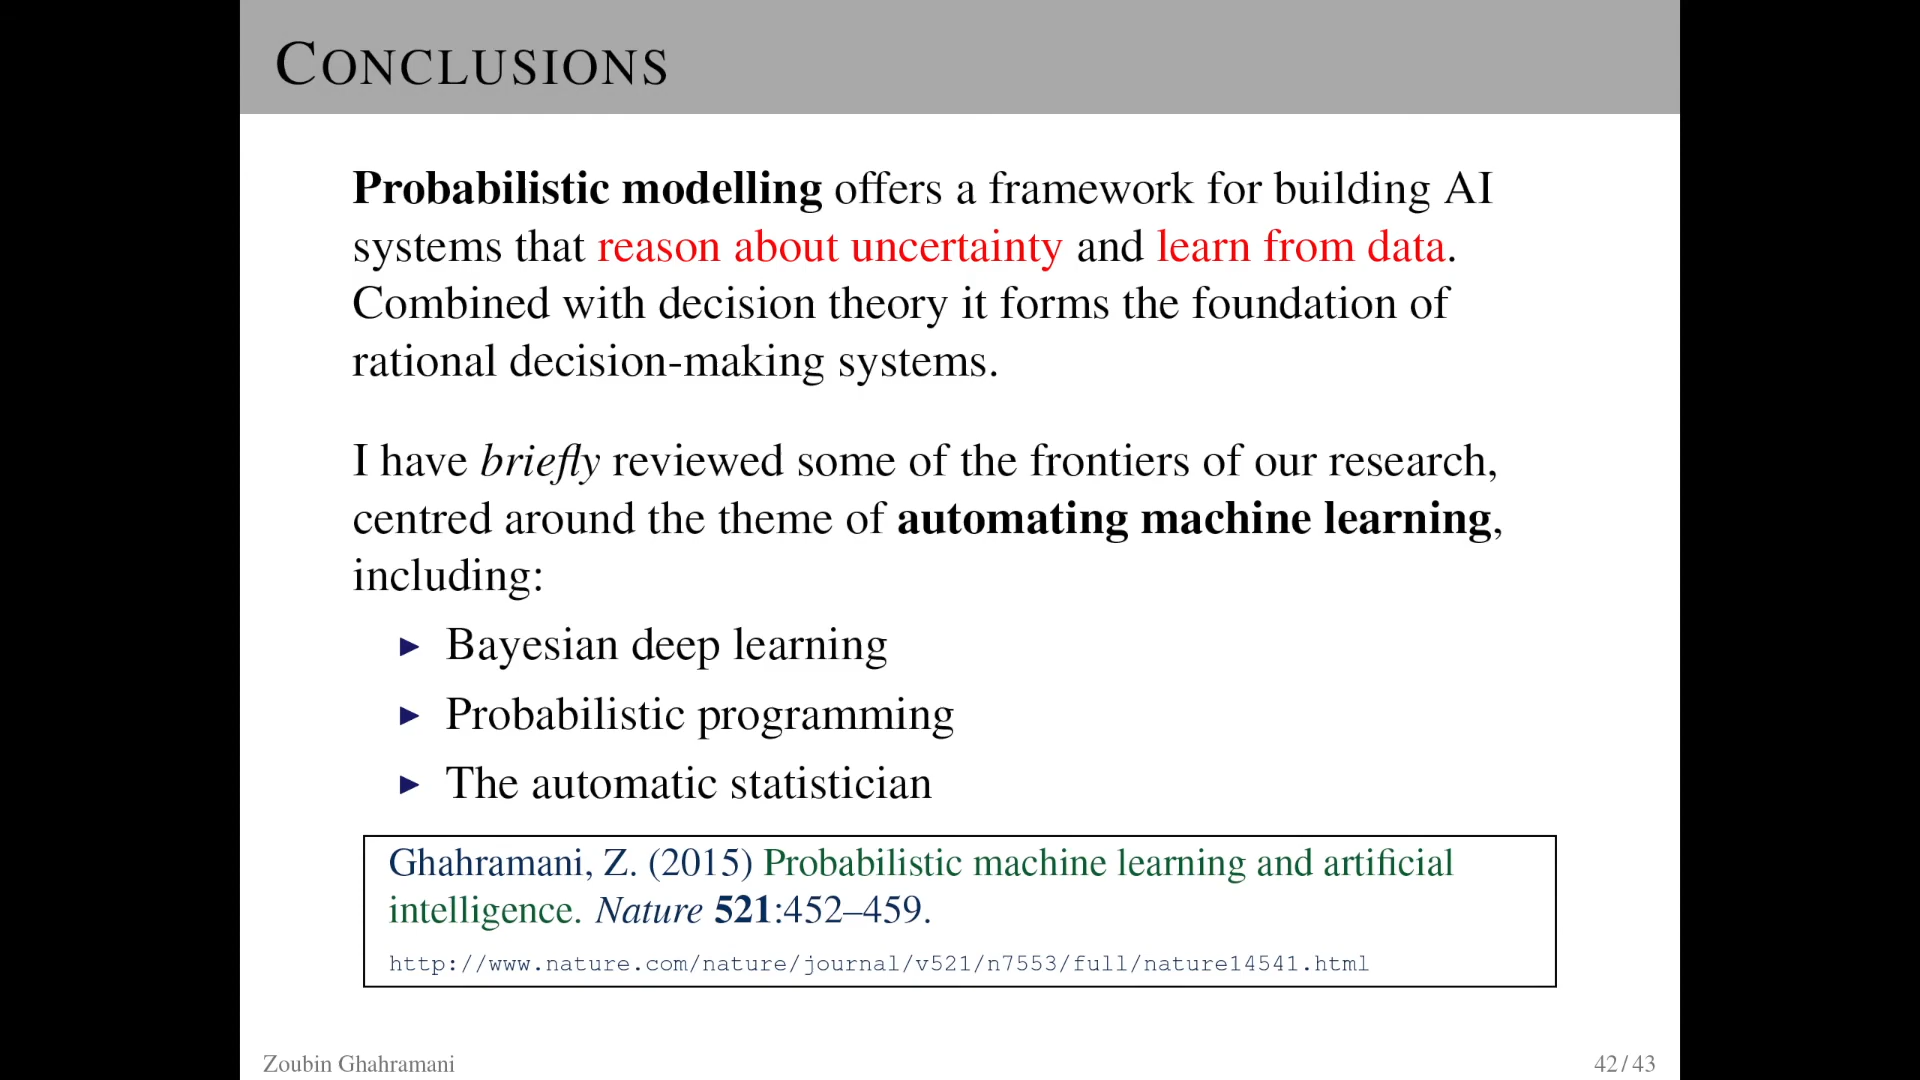 CONCLUSIONS
Probabilistic modelling offers a framework for building AI
systems that reason about uncertainty and learn from data.
Combined with decision theory it forms the foundation of
rational decision-making systems.
I have briefly reviewed some of the frontiers of our research,
centred around the theme of automating machine learning,
including:
▶ Bayesian deep learning
▶ Probabilistic programming
▶ The automatic statistician
Ghahramani, Z. (2015) Probabilistic machine learning and artificial
intelligence. Nature 521:452–459.
http://www.nature.com/nature/journal/v521/n7553/full/nature14541.html
Zoubin Ghahramani
42 / 43